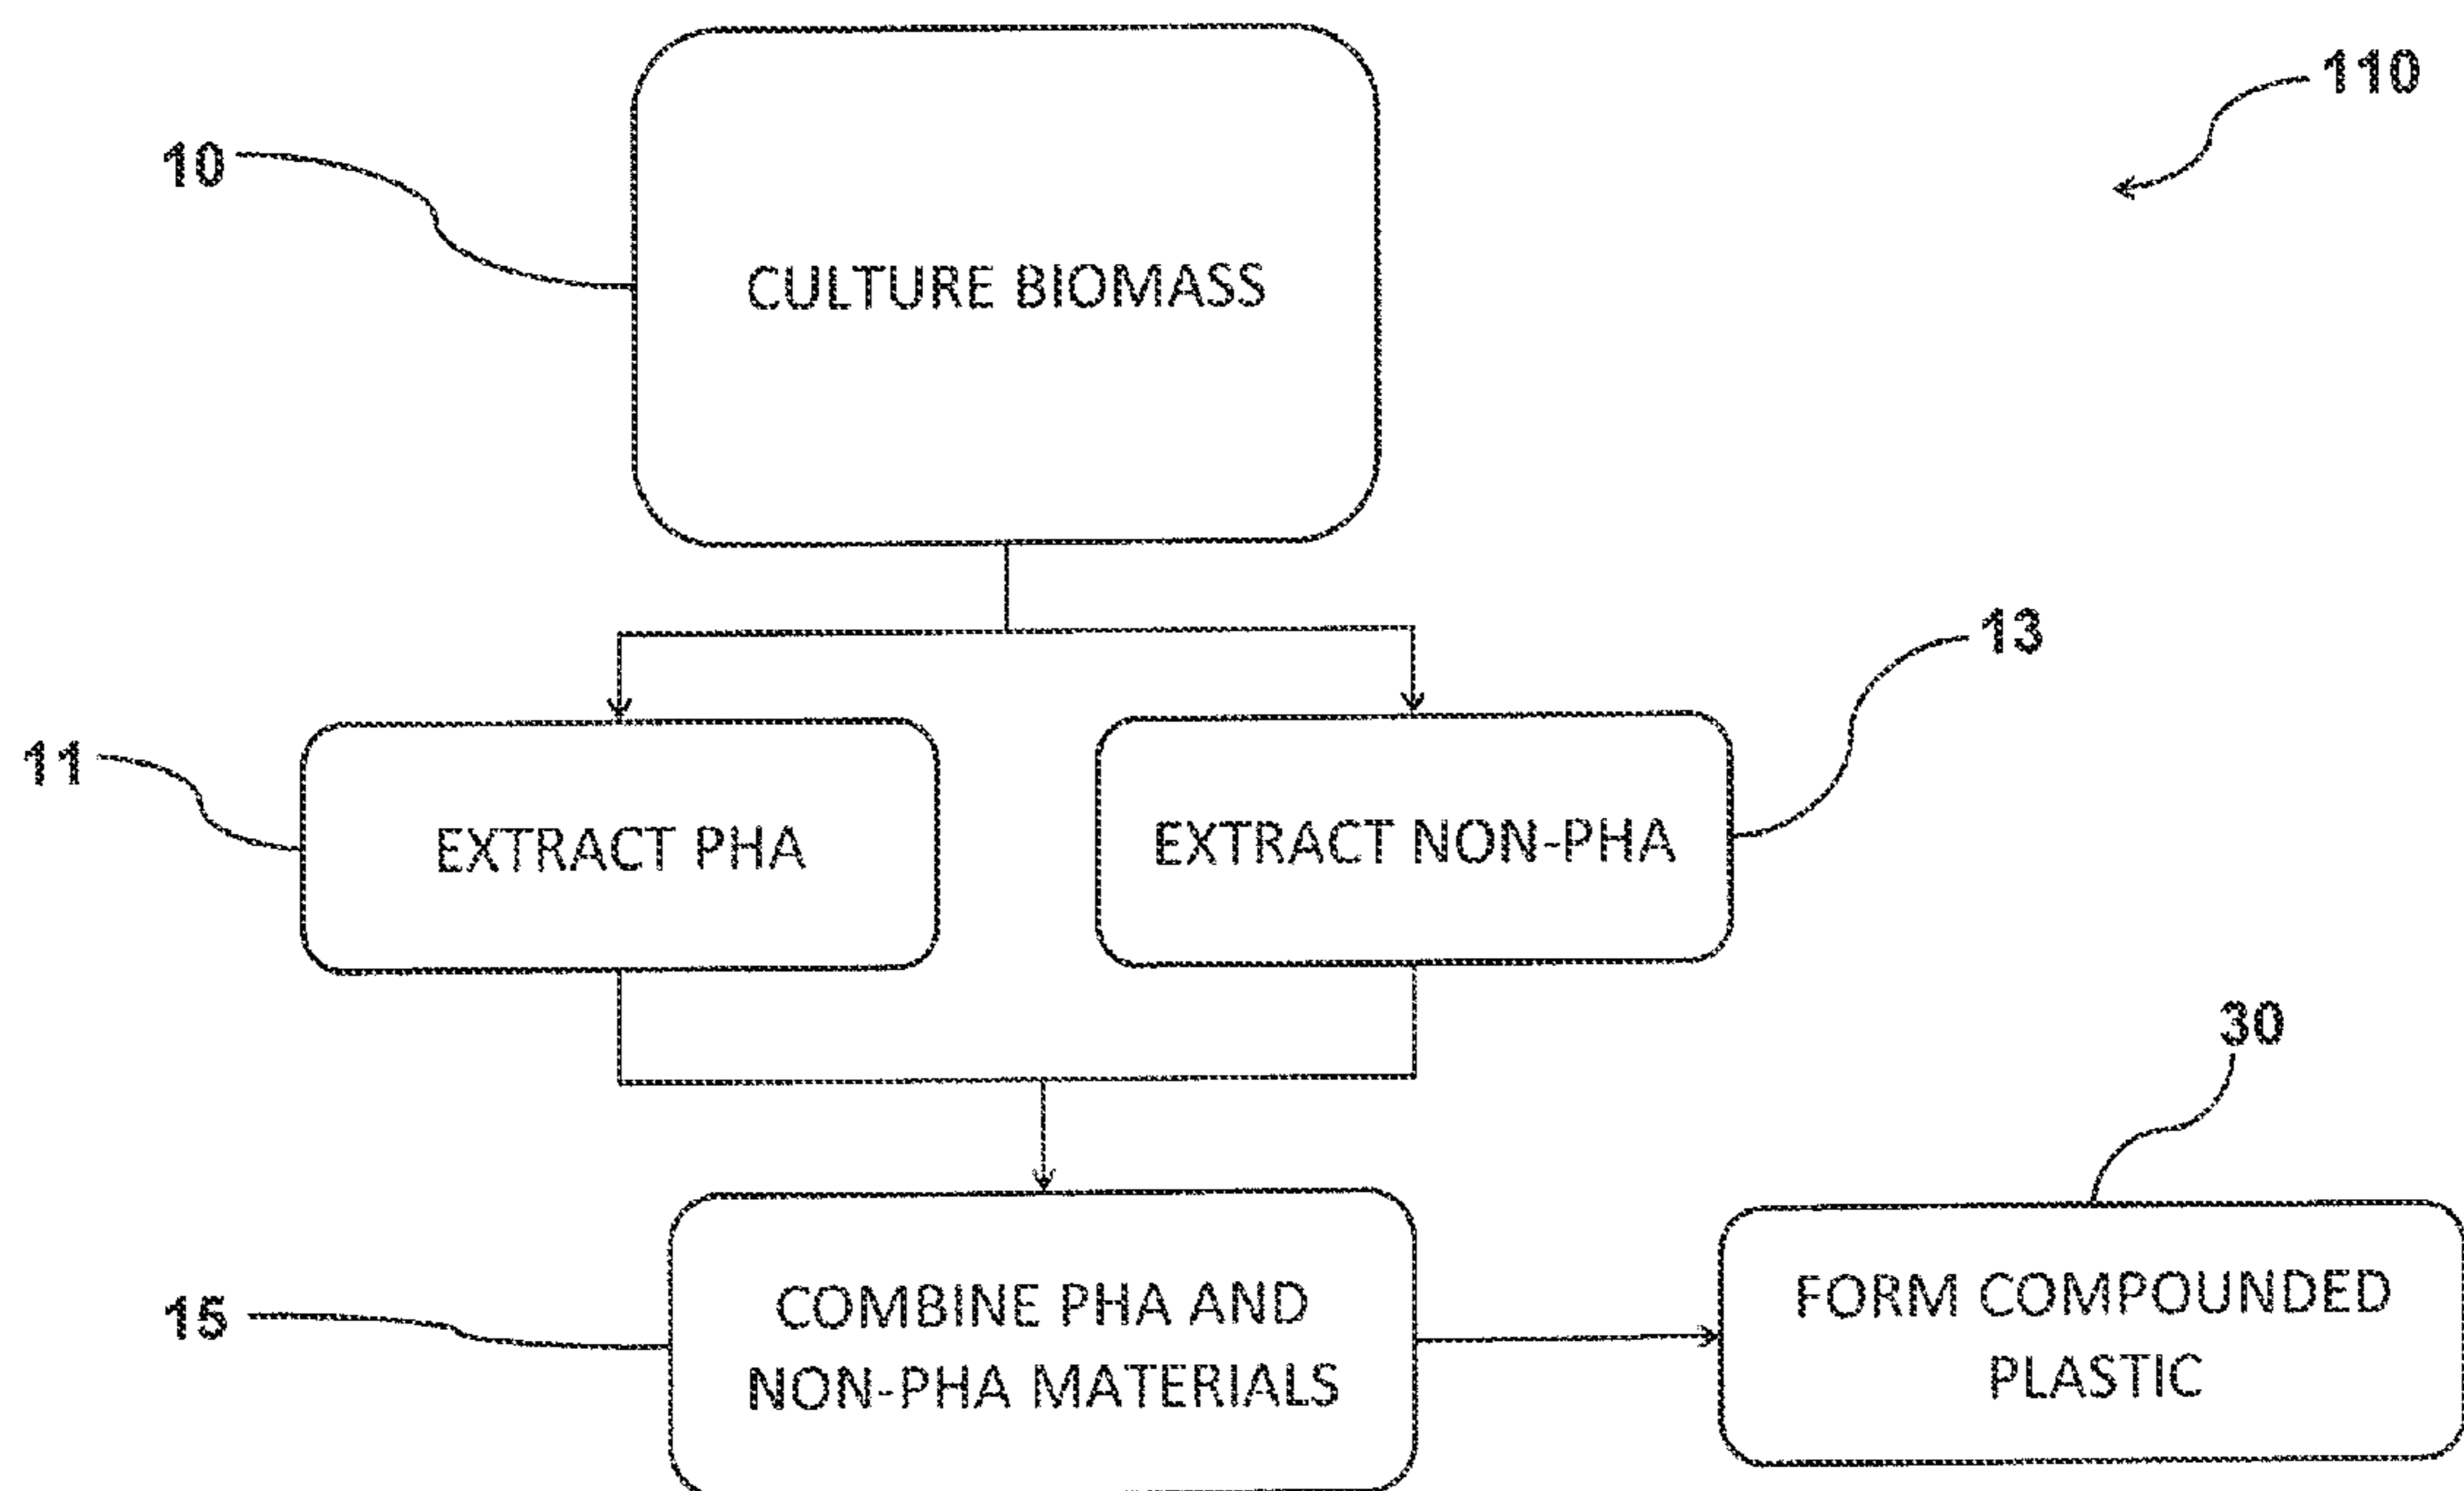 110
10
CULTURE BIOMASS
13
11
EXTRACT PHA
EXTRACT NON-PHA
30
15
COMBINE PHA AND
NON-PHA MATERIALS
FORM COMPOUNDED
PLASTIC